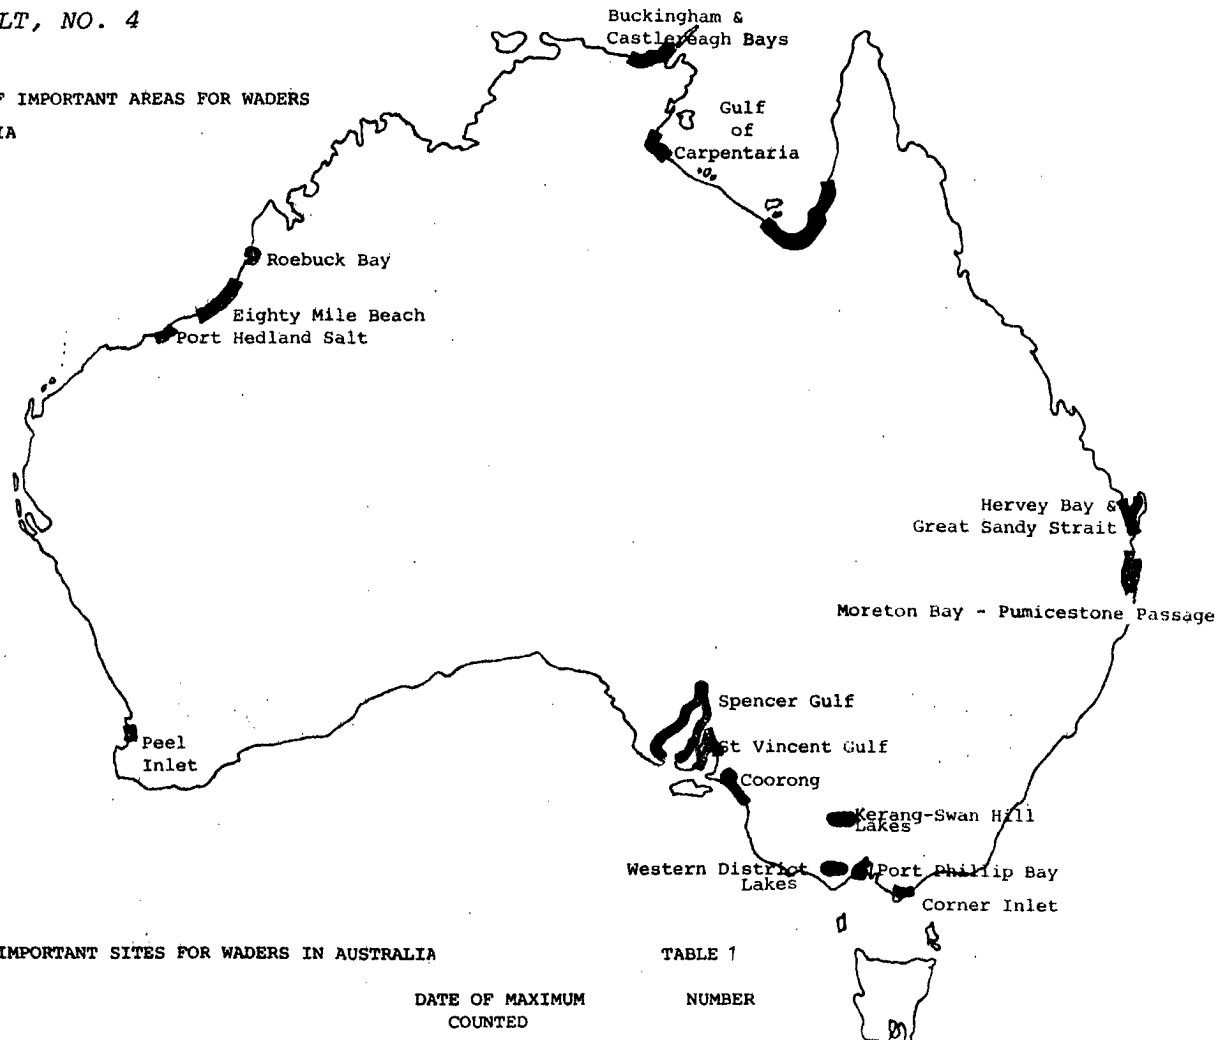 LT, NO. 4
Buckingham &
Castlereagh Bays
F IMPORTANT AREAS FOR WADERS
IA
Gulf
of
Carpentaria
Roebuck Bay
Eighty Mile Beach
Port Hedland Salt
Hervey Bay &
Great Sandy Strait
Moreton Bay - Pumicestone Passage
Spencer Gulf
St Vincent Gulf
Peel
Inlet
Coorong
Kerang-Swan Hill
Lakes
Western District
Lakes
Port Phillip Bay
Corner Inlet
IMPORTANT SITES FOR WADERS IN AUSTRALIA
TABLE 1
DATE OF MAXIMUM
COUNTED
NUMBER